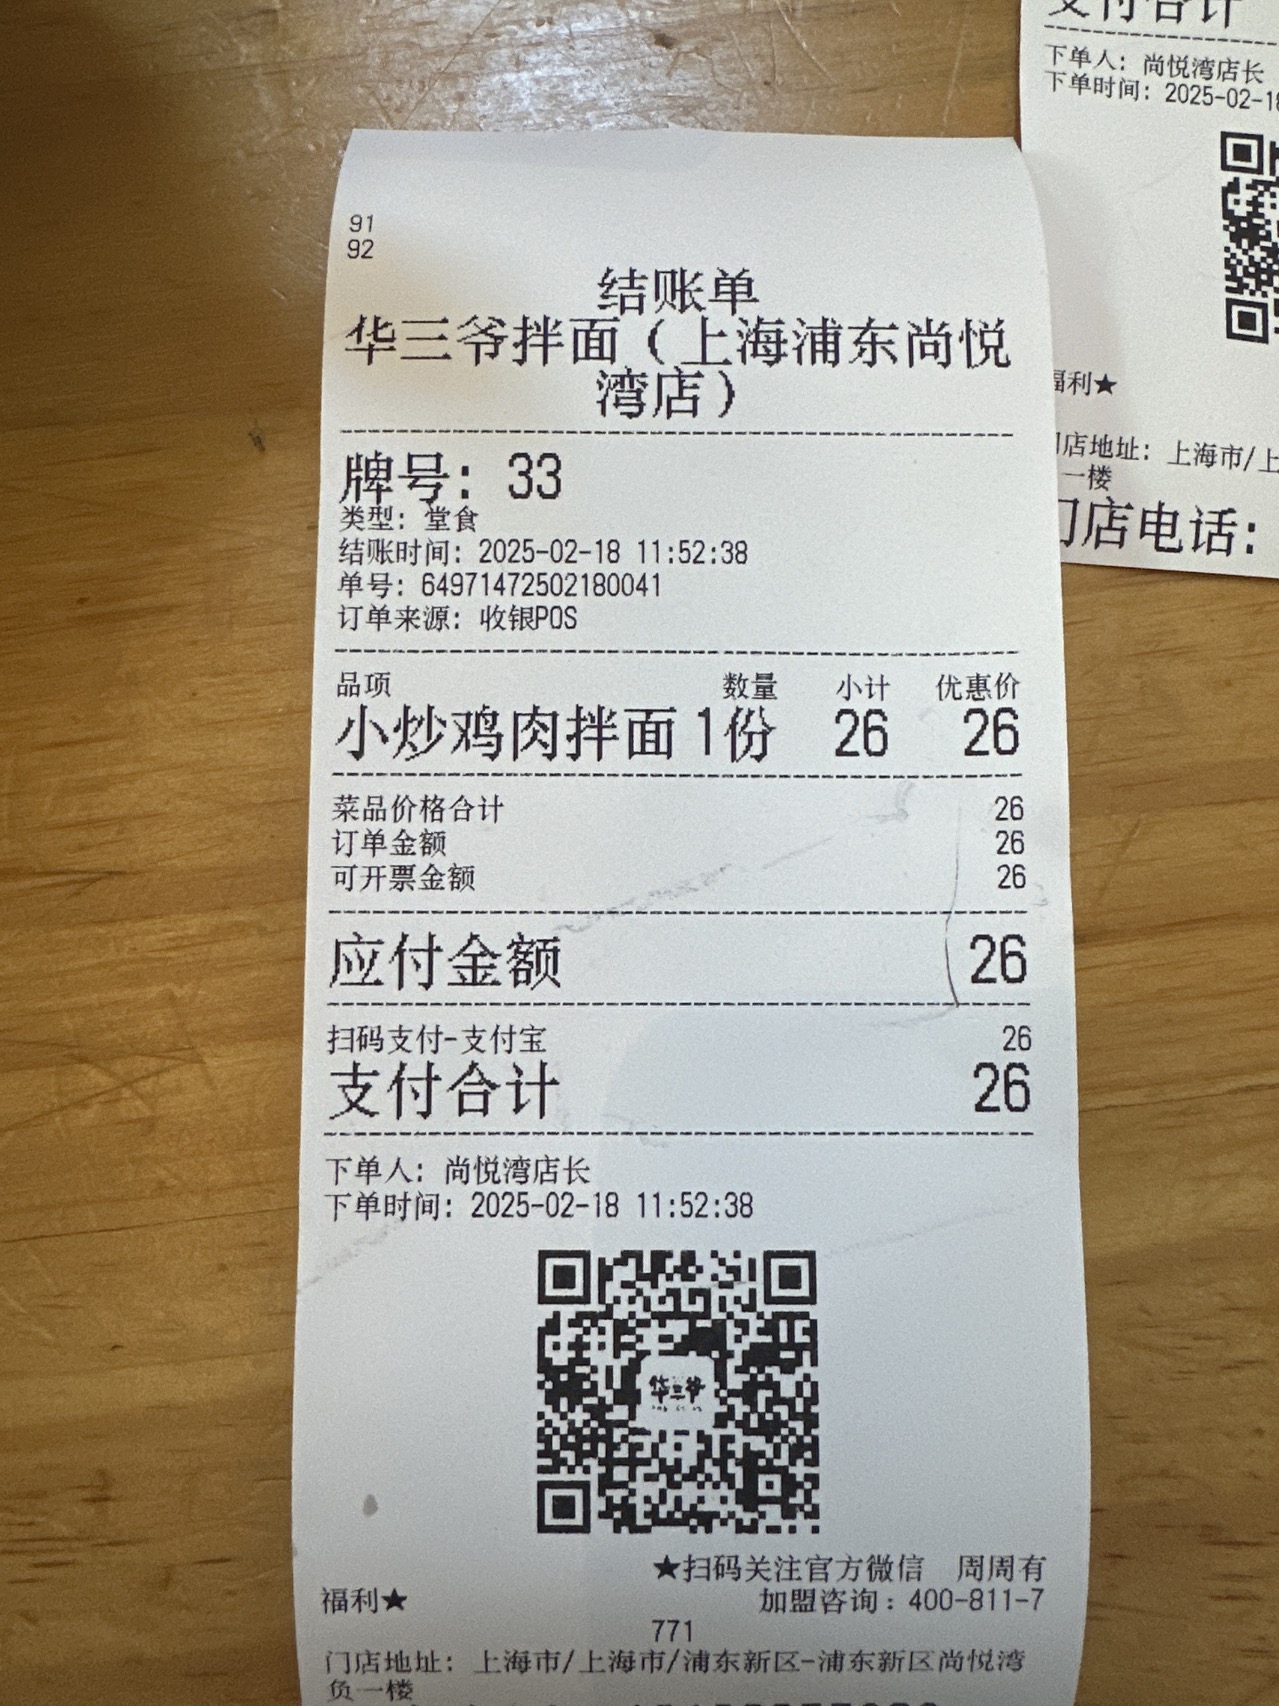 91
92
结账单
华三爷拌面（上海浦东尚悦
湾店）
牌号：33
类型：堂食
结账时间：2025-02-18 11:52:38
单号：64971472502180041
订单来源：收银POS
品项 数量 小计 优惠价
小炒鸡肉拌面 1份 26 26
菜品价格合计 26
订单金额 26
可开票金额 26
应付金额 26
扫码支付-支付宝 26
支付合计 26
下单人：尚悦湾店长
下单时间：2025-02-18 11:52:38
华三爷
★扫码关注官方微信 周周有
福利★ 加盟咨询：400-811-7
771
门店地址：上海市/上海市/浦东新区-浦东新区尚悦湾
负一楼
支付合计
下单人：尚悦湾店长
下单时间：2025-02-18
福利★
门店地址：上海市/上
一楼
门店电话：